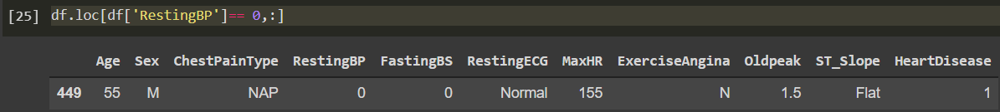 [25] df.loc[df['RestingBP']== 0,:]
Age Sex ChestPainType RestingBP FastingBS RestingECG MaxHR ExerciseAngina Oldpeak ST_Slope HeartDisease
449 55 M NAP 0 0 Normal 155 N 1.5 Flat 1